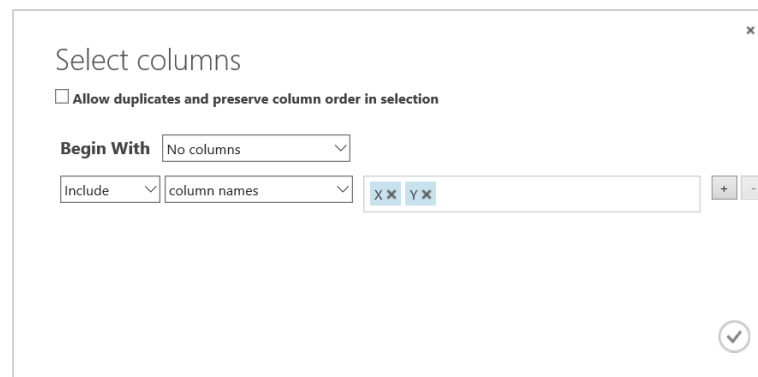 Select columns
Allow duplicates and preserve column order in selection
Begin With No columns
Include column names X Y